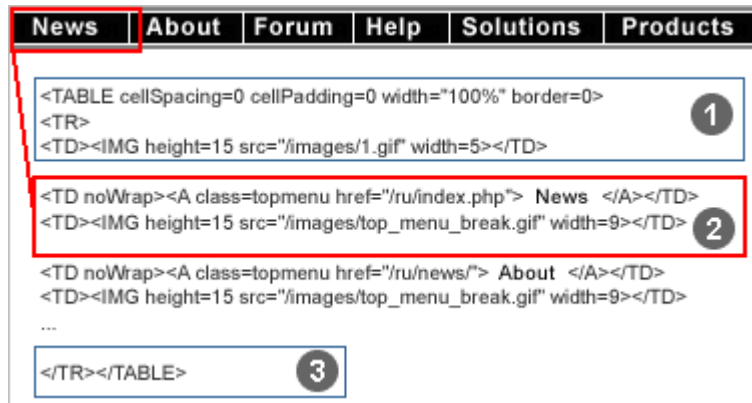 News About Forum Help Solutions Products
<TABLE cellSpacing=0 cellPadding=0 width="100%" border=0>
<TR>
<TD><IMG height=15 src="/images/1.gif" width=5></TD>
1
<TD noWrap><A class=topmenu href="/ru/index.php"> News </A></TD>
<TD><IMG height=15 src="/images/top_menu_break.gif" width=9></TD>
2
<TD noWrap><A class=topmenu href="/ru/news/"> About </A></TD>
<TD><IMG height=15 src="/images/top_menu_break.gif" width=9></TD>
...
</TR></TABLE>
3